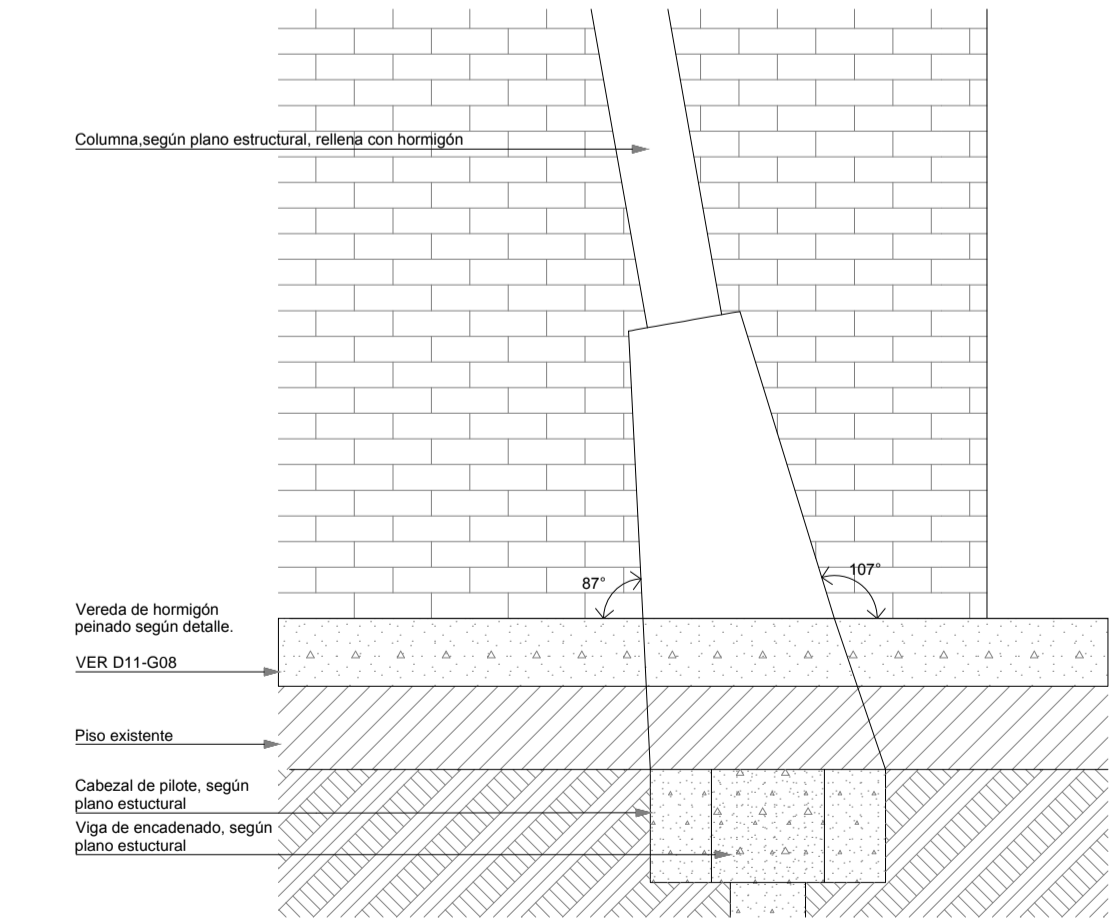 Columna,según plano estructural, rellena con hormigón
87°
107°
Vereda de hormigón
peinado según detalle.
VER D11-G08
Piso existente
Cabezal de pilote, según
plano estuctural
Viga de encadenado, según
plano estuctural